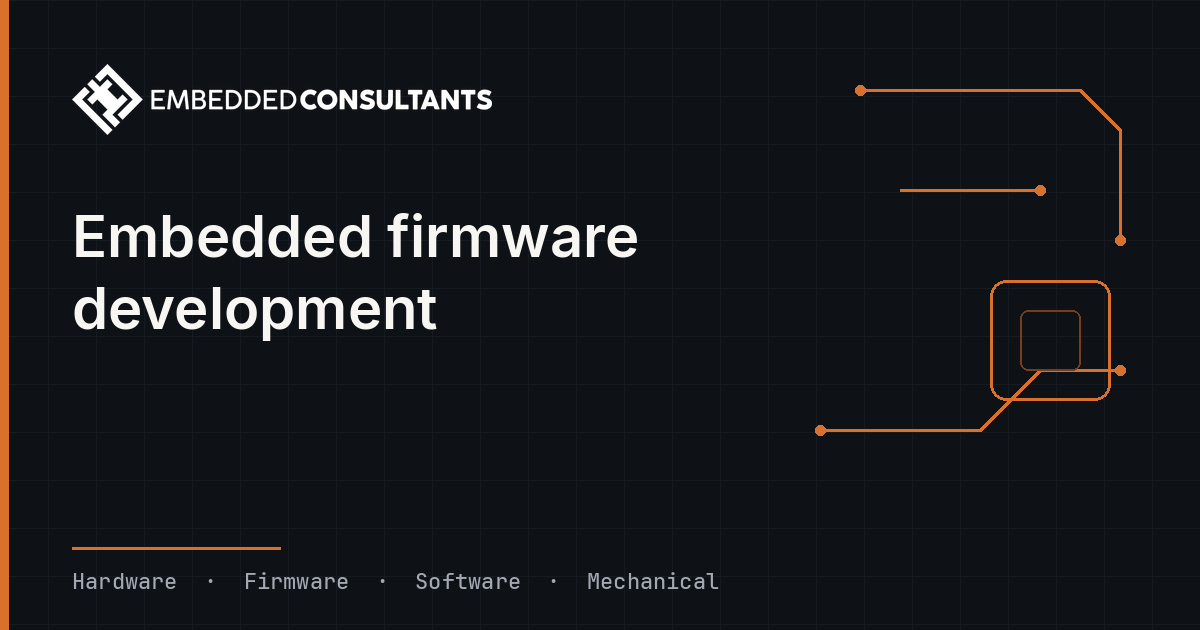 EMBEDDEDCONSULTANTS
Embedded firmware
development
Hardware · Firmware · Software · Mechanical